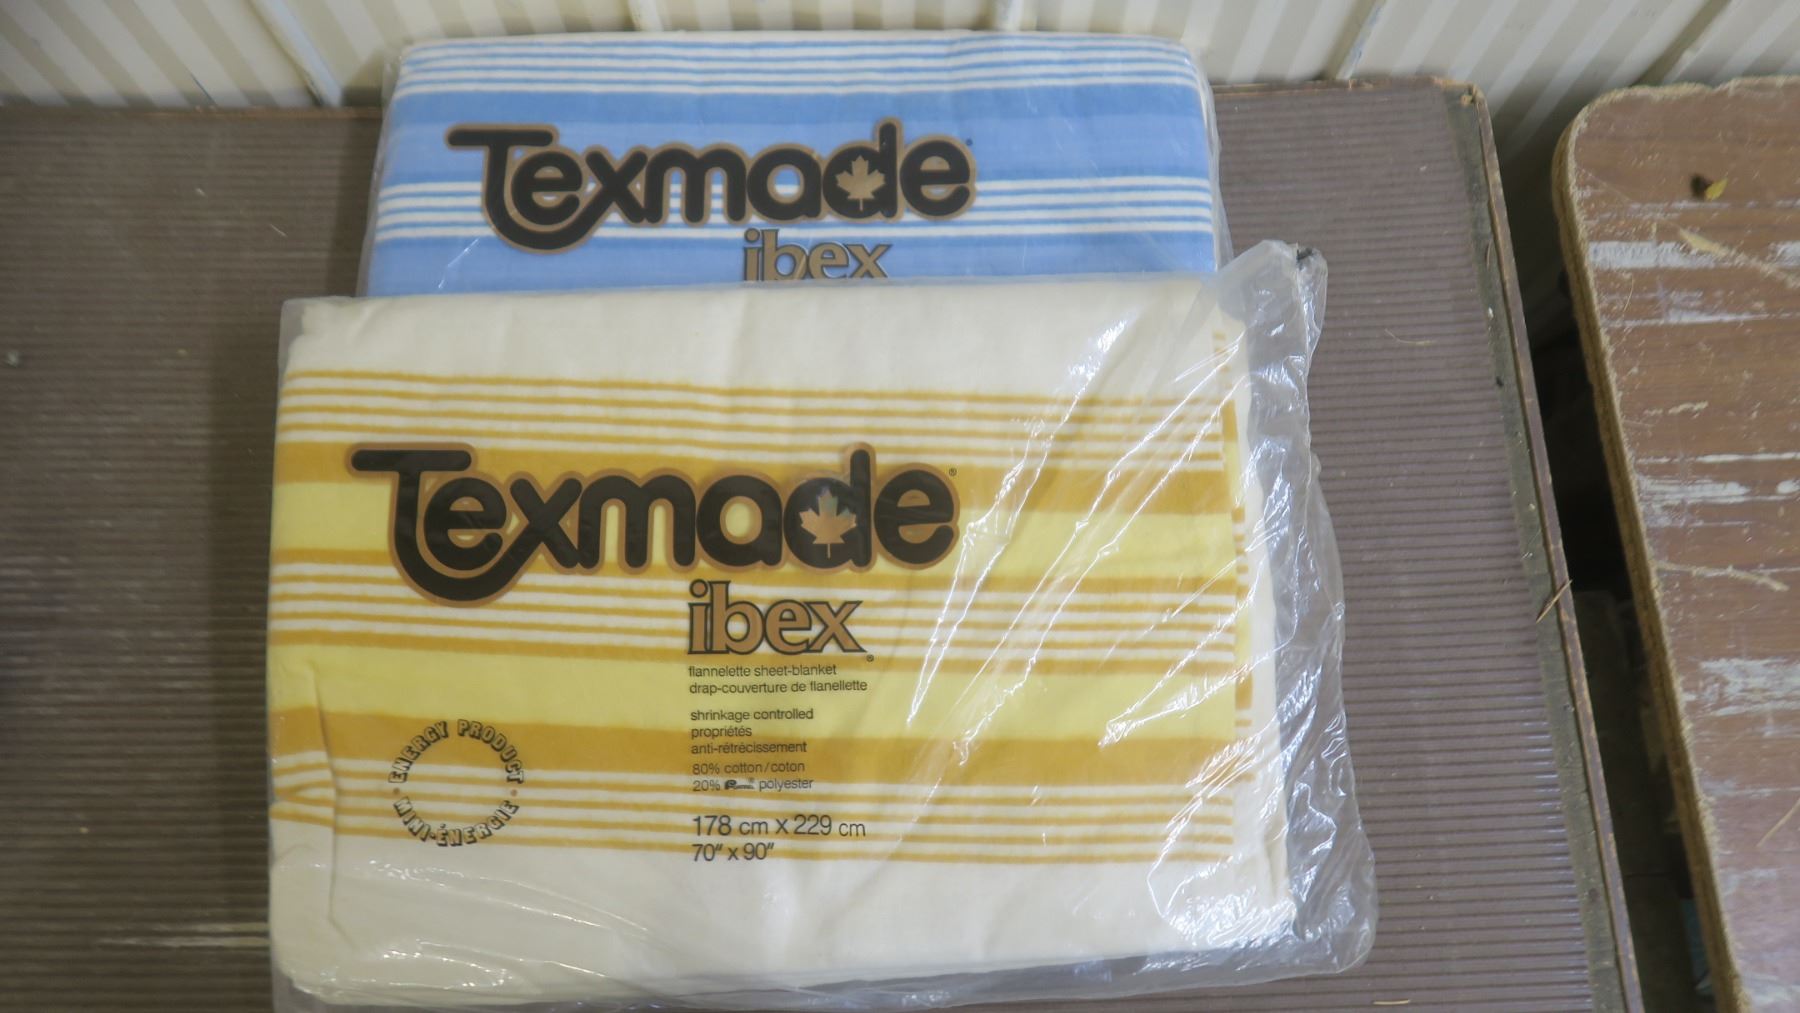 Texmade
ibex
Texmade®
ibex®
flannelette sheet-blanket
drap-couverture de flanellette
shrinkage controlled
propriétés
anti-rétrécissement
80% cotton/coton
20% polyester
178 cm x 229 cm
70" x 90"
ENERGY PRODUCT
MINI-ÉNERGIE